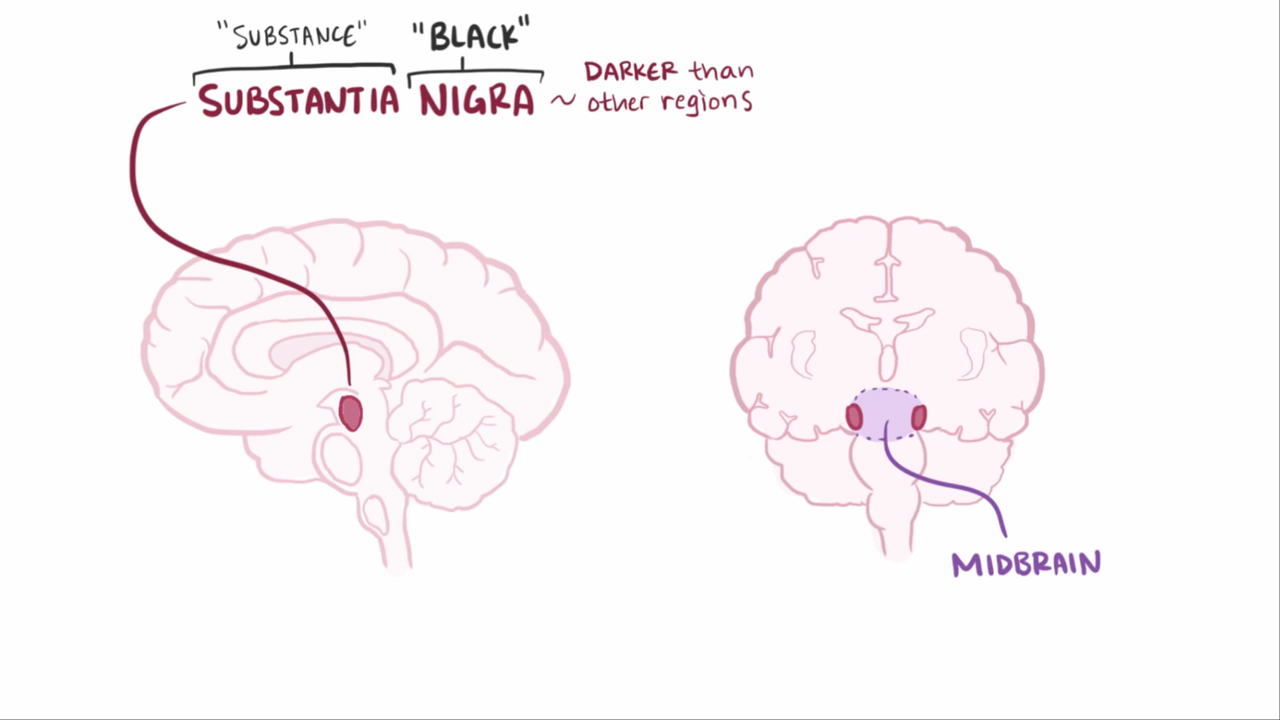 "SUBSTANCE" "BLACK"
SUBSTANTIA NIGRA ~ DARKER than
other regions
MIDBRAIN